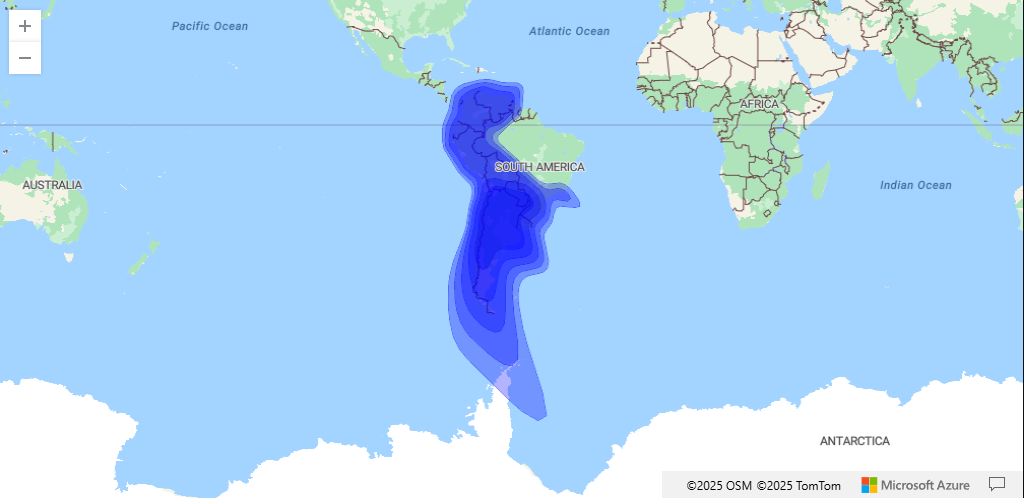 +
Pacific Ocean
Atlantic Ocean
−
AFRICA
SOUTH AMERICA
AUSTRALIA
Indian Ocean
ANTARCTICA
©2025 OSM ©2025 TomTom Microsoft Azure